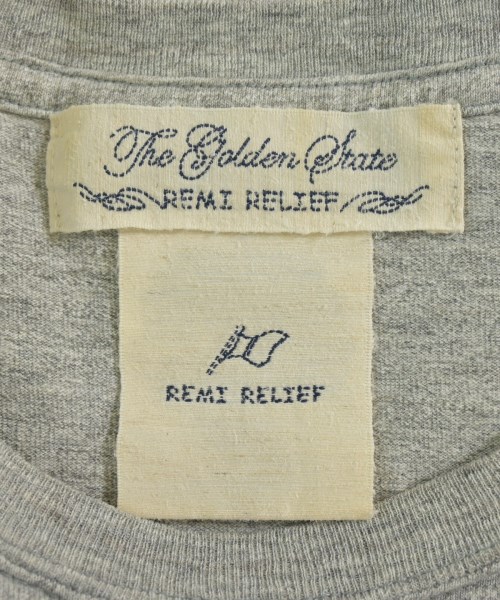 The Golden State
REMI RELIEF
REMI RELIEF